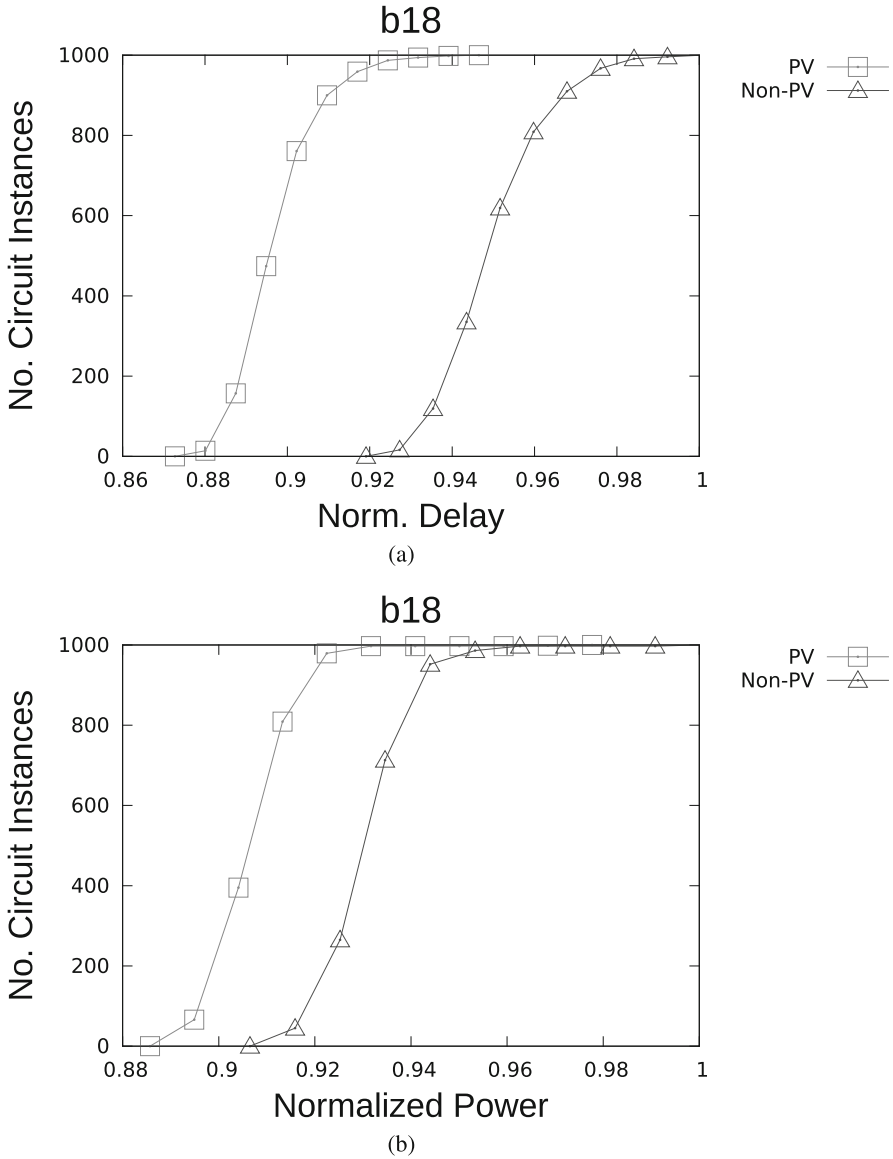 b18
1000
800
600
400
200
0
0.86 0.88 0.9 0.92 0.94 0.96 0.98 1
No. Circuit Instances
Norm. Delay
PV
Non-PV
(a)
b18
1000
800
600
400
200
0
0.88 0.9 0.92 0.94 0.96 0.98 1
No. Circuit Instances
Normalized Power
PV
Non-PV
(b)